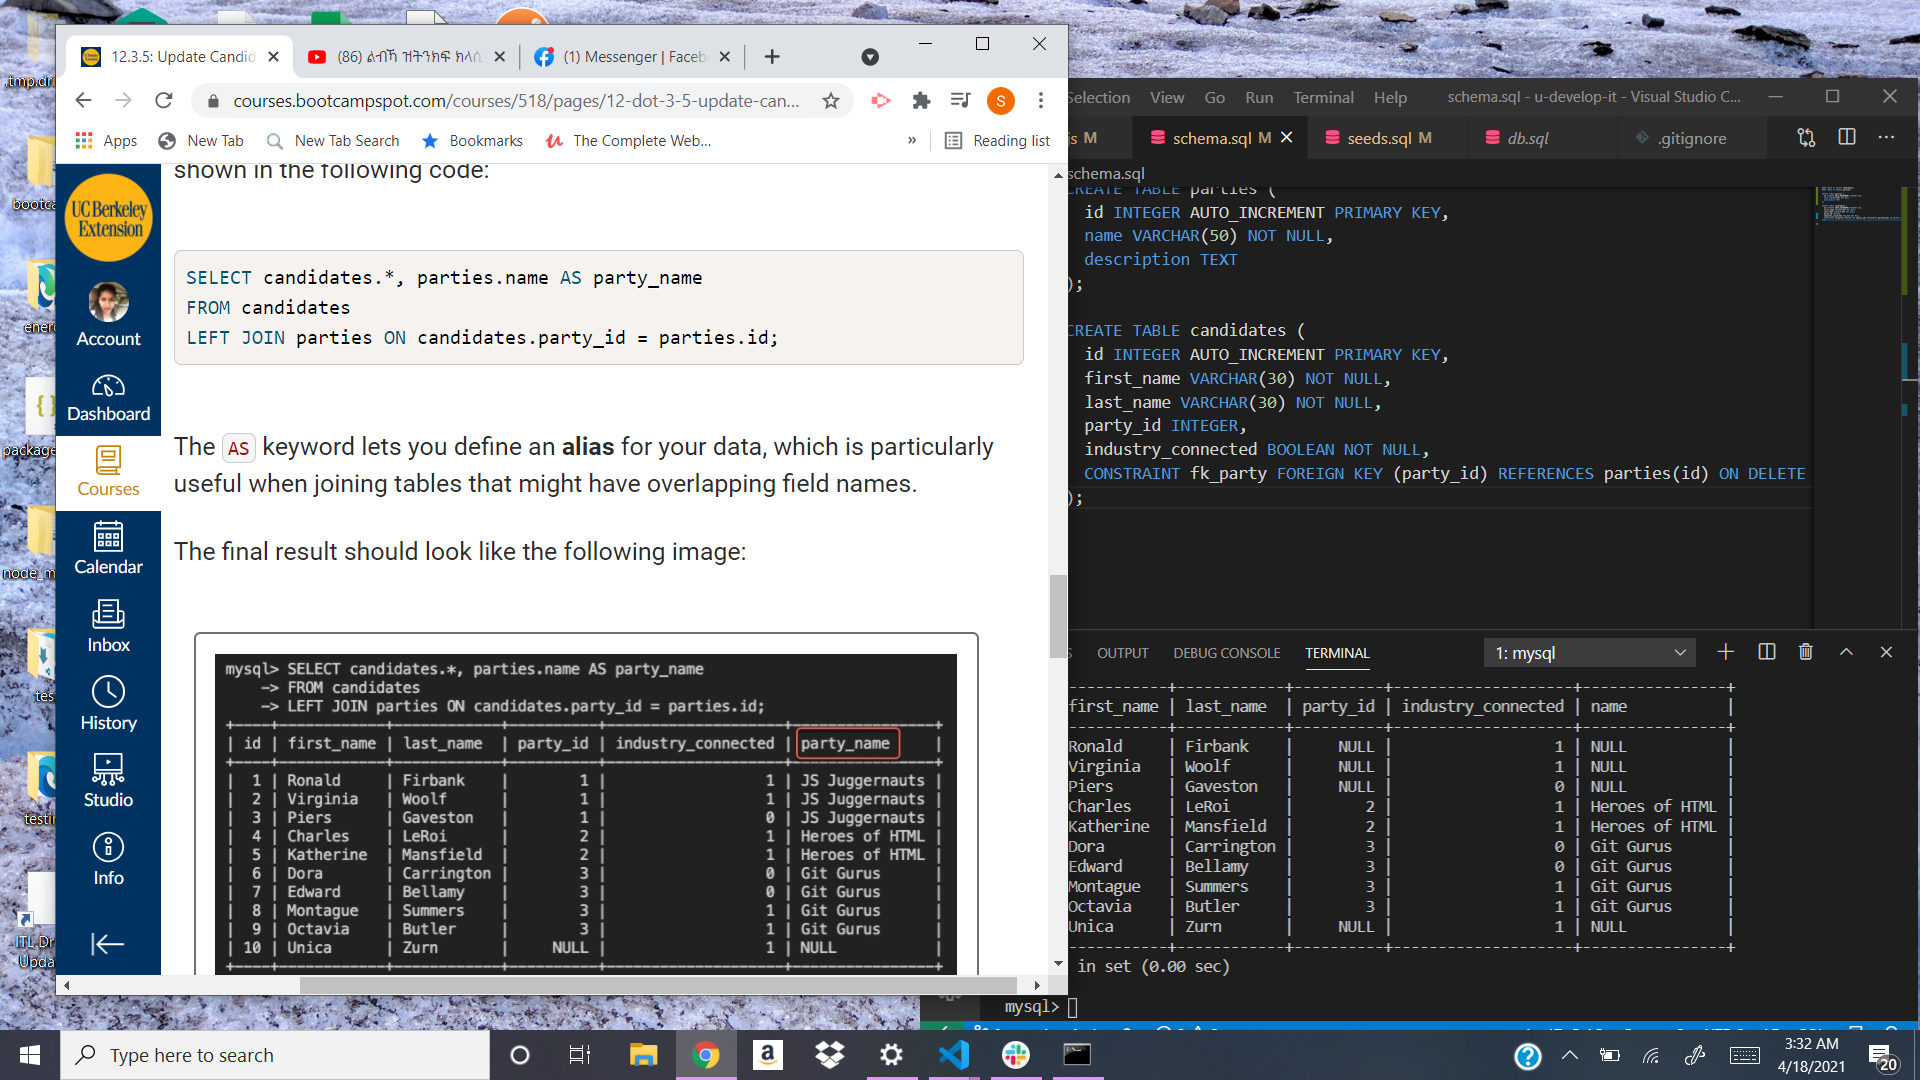 12.3.5: Update Candid
(86) ልብኻ ዝትንክፍ ክላሲ
(1) Messenger | Faceb
courses.bootcampspot.com/courses/518/pages/12-dot-3-5-update-can...
S
Apps
New Tab
New Tab Search
Bookmarks
The Complete Web...
»
Reading list
UC Berkeley
Extension
Account
Dashboard
Courses
Calendar
Inbox
History
Studio
Info
shown in the following code:
SELECT candidates.*, parties.name AS party_name
FROM candidates
LEFT JOIN parties ON candidates.party_id = parties.id;
The AS keyword lets you define an alias for your data, which is particularly
useful when joining tables that might have overlapping field names.
The final result should look like the following image:
mysql> SELECT candidates.*, parties.name AS party_name
-> FROM candidates
-> LEFT JOIN parties ON candidates.party_id = parties.id;
| id | first_name | last_name | party_id | industry_connected | party_name |
| 1 | Ronald | Firbank | 1 | 1 | JS Juggernauts |
| 2 | Virginia | Woolf | 1 | 1 | JS Juggernauts |
| 3 | Piers | Gaveston | 1 | 0 | JS Juggernauts |
| 4 | Charles | LeRoi | 2 | 1 | Heroes of HTML |
| 5 | Katherine | Mansfield | 2 | 1 | Heroes of HTML |
| 6 | Dora | Carrington | 3 | 0 | Git Gurus |
| 7 | Edward | Bellamy | 3 | 0 | Git Gurus |
| 8 | Montague | Summers | 3 | 1 | Git Gurus |
| 9 | Octavia | Butler | 3 | 1 | Git Gurus |
| 10 | Unica | Zurn | NULL | 1 | NULL |
Selection View Go Run Terminal Help
schema.sql - u-develop-it - Visual Studio C...
js M
schema.sql M
seeds.sql M
db.sql
.gitignore
schema.sql
CREATE TABLE parties (
id INTEGER AUTO_INCREMENT PRIMARY KEY,
name VARCHAR(50) NOT NULL,
description TEXT
);
CREATE TABLE candidates (
id INTEGER AUTO_INCREMENT PRIMARY KEY,
first_name VARCHAR(30) NOT NULL,
last_name VARCHAR(30) NOT NULL,
party_id INTEGER,
industry_connected BOOLEAN NOT NULL,
CONSTRAINT fk_party FOREIGN KEY (party_id) REFERENCES parties(id) ON DELETE
);
OUTPUT DEBUG CONSOLE TERMINAL
1: mysql
first_name | last_name | party_id | industry_connected | name |
Ronald | Firbank | NULL | 1 | NULL |
Virginia | Woolf | NULL | 1 | NULL |
Piers | Gaveston | NULL | 0 | NULL |
Charles | LeRoi | 2 | 1 | Heroes of HTML |
Katherine | Mansfield | 2 | 1 | Heroes of HTML |
Dora | Carrington | 3 | 0 | Git Gurus |
Edward | Bellamy | 3 | 0 | Git Gurus |
Montague | Summers | 3 | 1 | Git Gurus |
Octavia | Butler | 3 | 1 | Git Gurus |
Unica | Zurn | NULL | 1 | NULL |
in set (0.00 sec)
mysql>
.tmp.dri
bootca
ener
package
node_m
tes
testin
ITL Dr
Upda
Type here to search
3:32 AM
4/18/2021
20